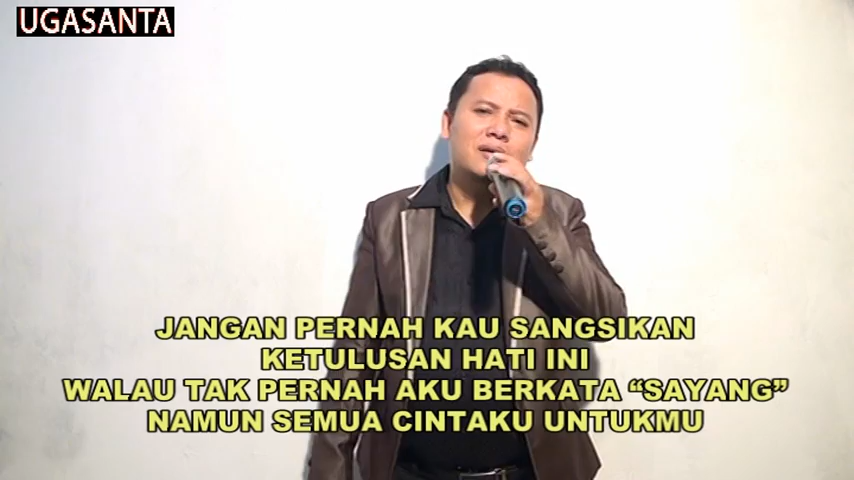 UGASANTA
JANGAN PERNAH KAU SANGSIKAN
KETULUSAN HATI INI
WALAU TAK PERNAH AKU BERKATA “SAYANG”
NAMUN SEMUA CINTAKU UNTUKMU